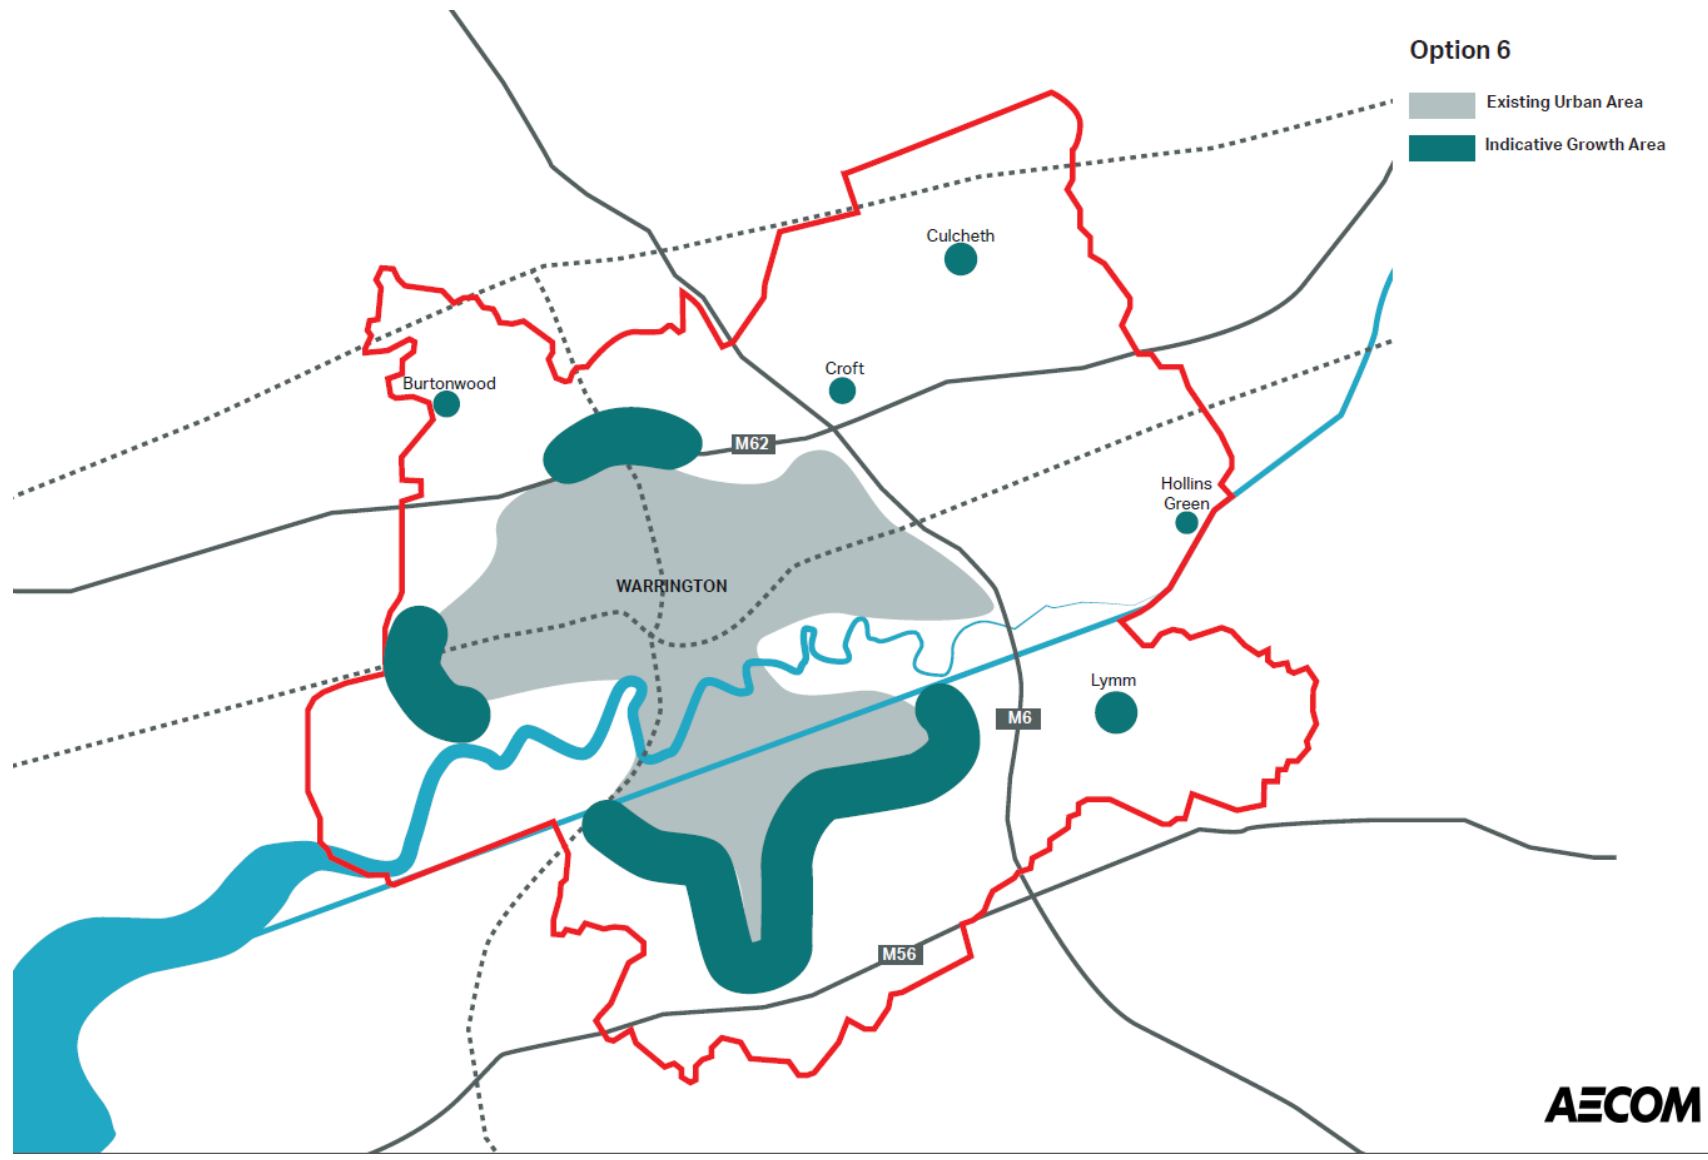 Option 6
Existing Urban Area
Indicative Growth Area
Culcheth
Croft
Burtonwood
M62
Hollins
Green
WARRINGTON
Lymm
M6
M56
AECOM